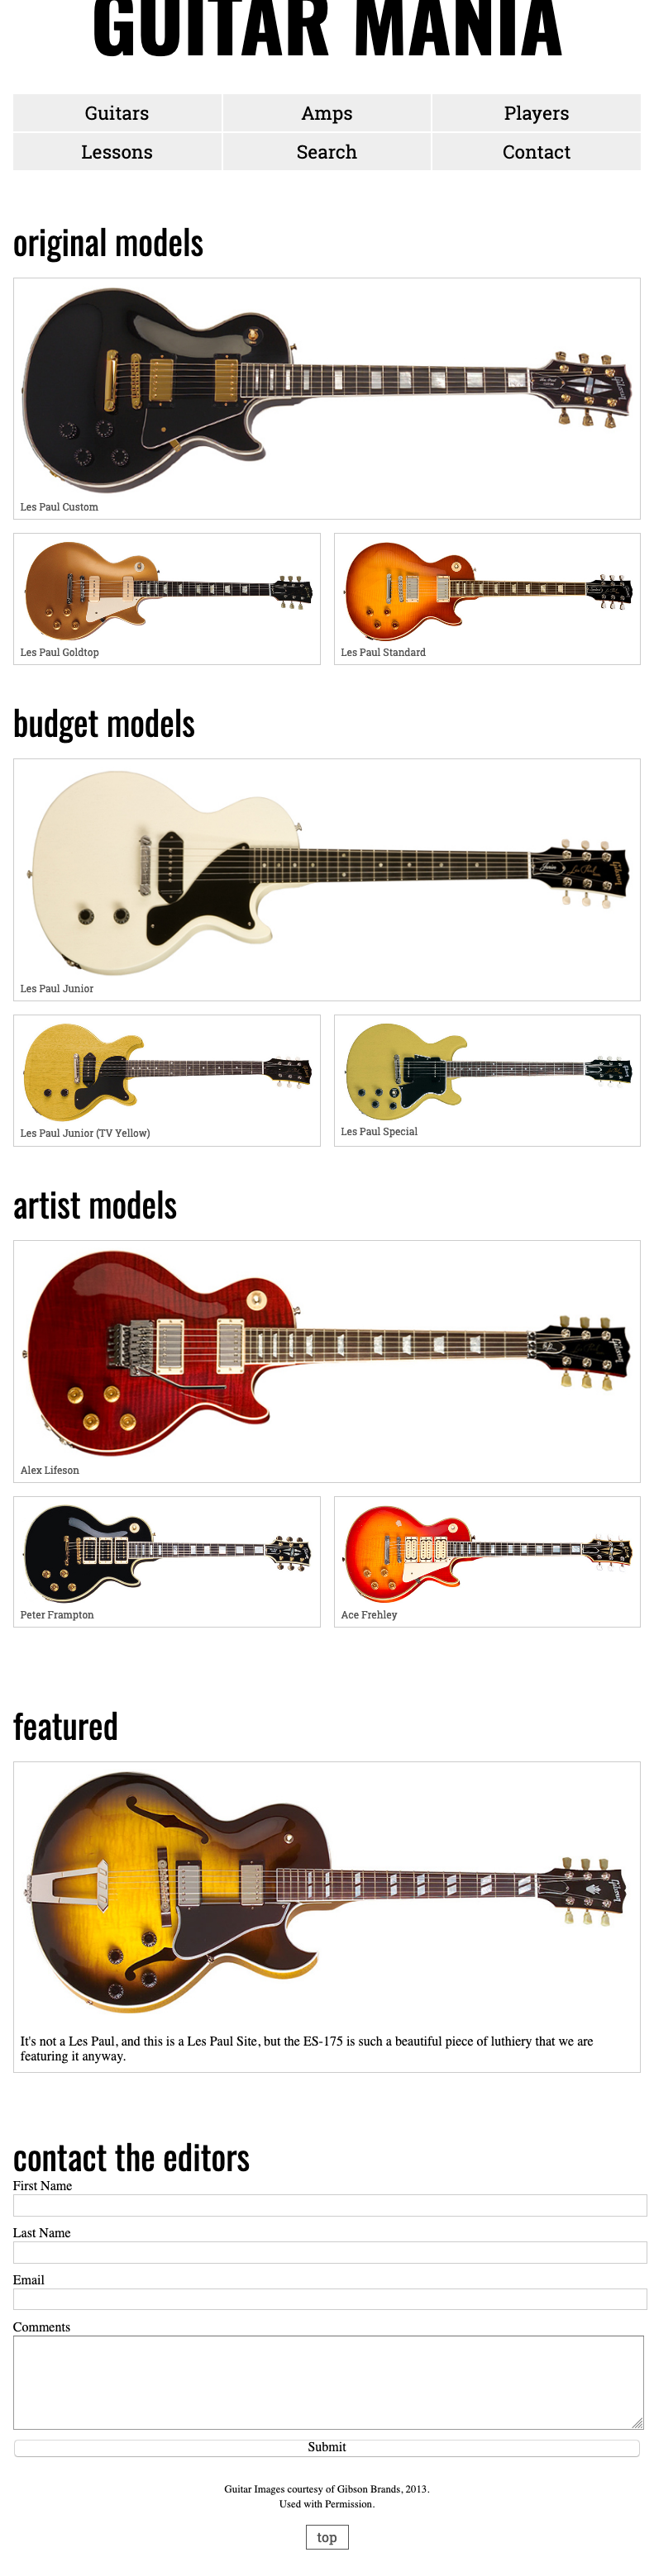 GUITAR MANIA
Guitars
Amps
Players
Lessons
Search
Contact
original models
Les Paul Custom
Les Paul Goldtop
Les Paul Standard
budget models
Les Paul Junior
Les Paul Junior (TV Yellow)
Les Paul Special
artist models
Gibson
Alex Lifeson
Peter Frampton
Ace Frehley
featured
Gibson
It's not a Les Paul, and this is a Les Paul Site, but the ES-175 is such a beautiful piece of luthiery that we are
featuring it anyway.
contact the editors
First Name
Last Name
Email
Comments
Submit
Guitar Images courtesy of Gibson Brands, 2013.
Used with Permission.
top